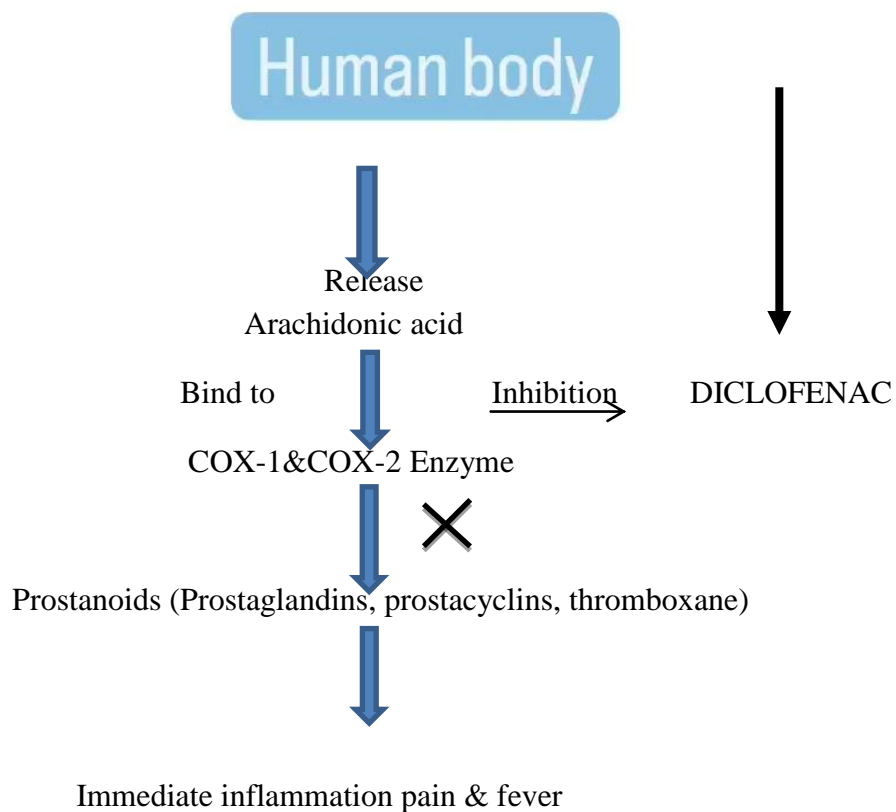 Human body
Release
Arachidonic acid
Bind to
Inhibition
DICLOFENAC
COX-1&COX-2 Enzyme
Prostanoids (Prostaglandins, prostacyclins, thromboxane)
Immediate inflammation pain & fever